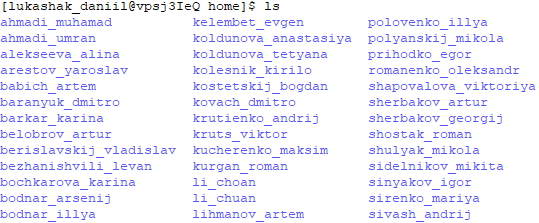 [lukashak_daniil@vpsj3IeQ home]$ ls
ahmadi_muhamad kelembet_evgen polovenko_illya
ahmadi_umran koldunova_anastasiya polyanskij_mikola
alekseeva_alina koldunova_tetyana prihodko_egor
arestov_yaroslav kolesnik_kirilo romanenko_oleksandr
babich_artem kostetskij_bogdan shapovalova_viktoriya
baranyuk_dmitro kovach_dmitro sherbakov_artur
barkar_karina krutienko_andrij sherbakov_georgij
belobrov_artur kruts_viktor shostak_roman
berislavskij_vladislav kucherenko_maksim shulyak_mikola
bezhanishvili_levan kurgan_roman sidelnikov_mikita
bochkarova_karina li_choan sinyakov_igor
bodnar_arsenij li_chuan sirenko_mariya
bodnar_illya lihmanov_artem sivash_andrij